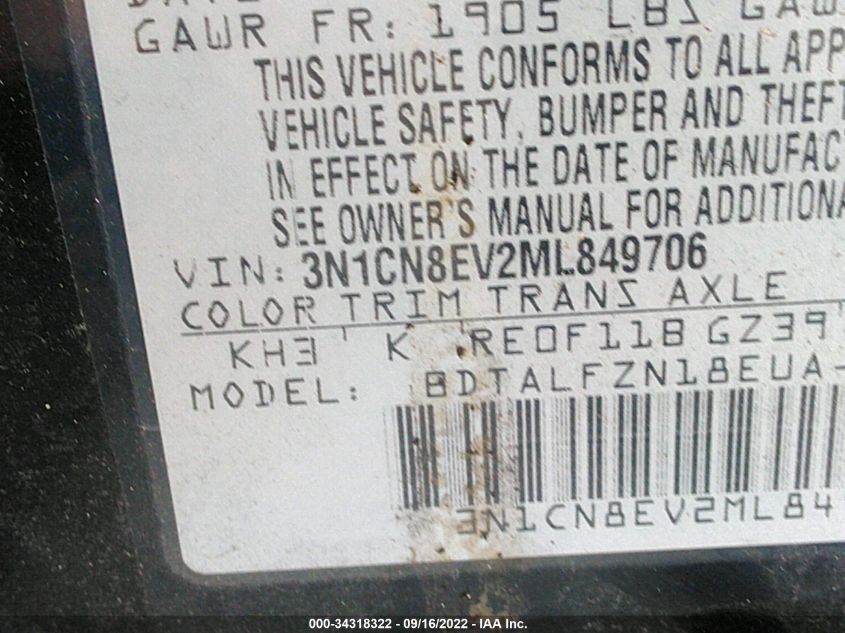 GAWR FR: 1905 LBS GAW
THIS VEHICLE CONFORMS TO ALL APP
VEHICLE SAFETY, BUMPER AND THEFT
IN EFFECT ON THE DATE OF MANUFAC
SEE OWNER'S MANUAL FOR ADDITIONA
VIN: 3N1CN8EV2ML849706
COLOR TRIM TRANS AXLE
KH3 K RE0F11B GZ39
MODEL: BDTALFZN18EUA-
3N1CN8EV2ML84
000-34318322 - 09/16/2022 - IAA Inc.